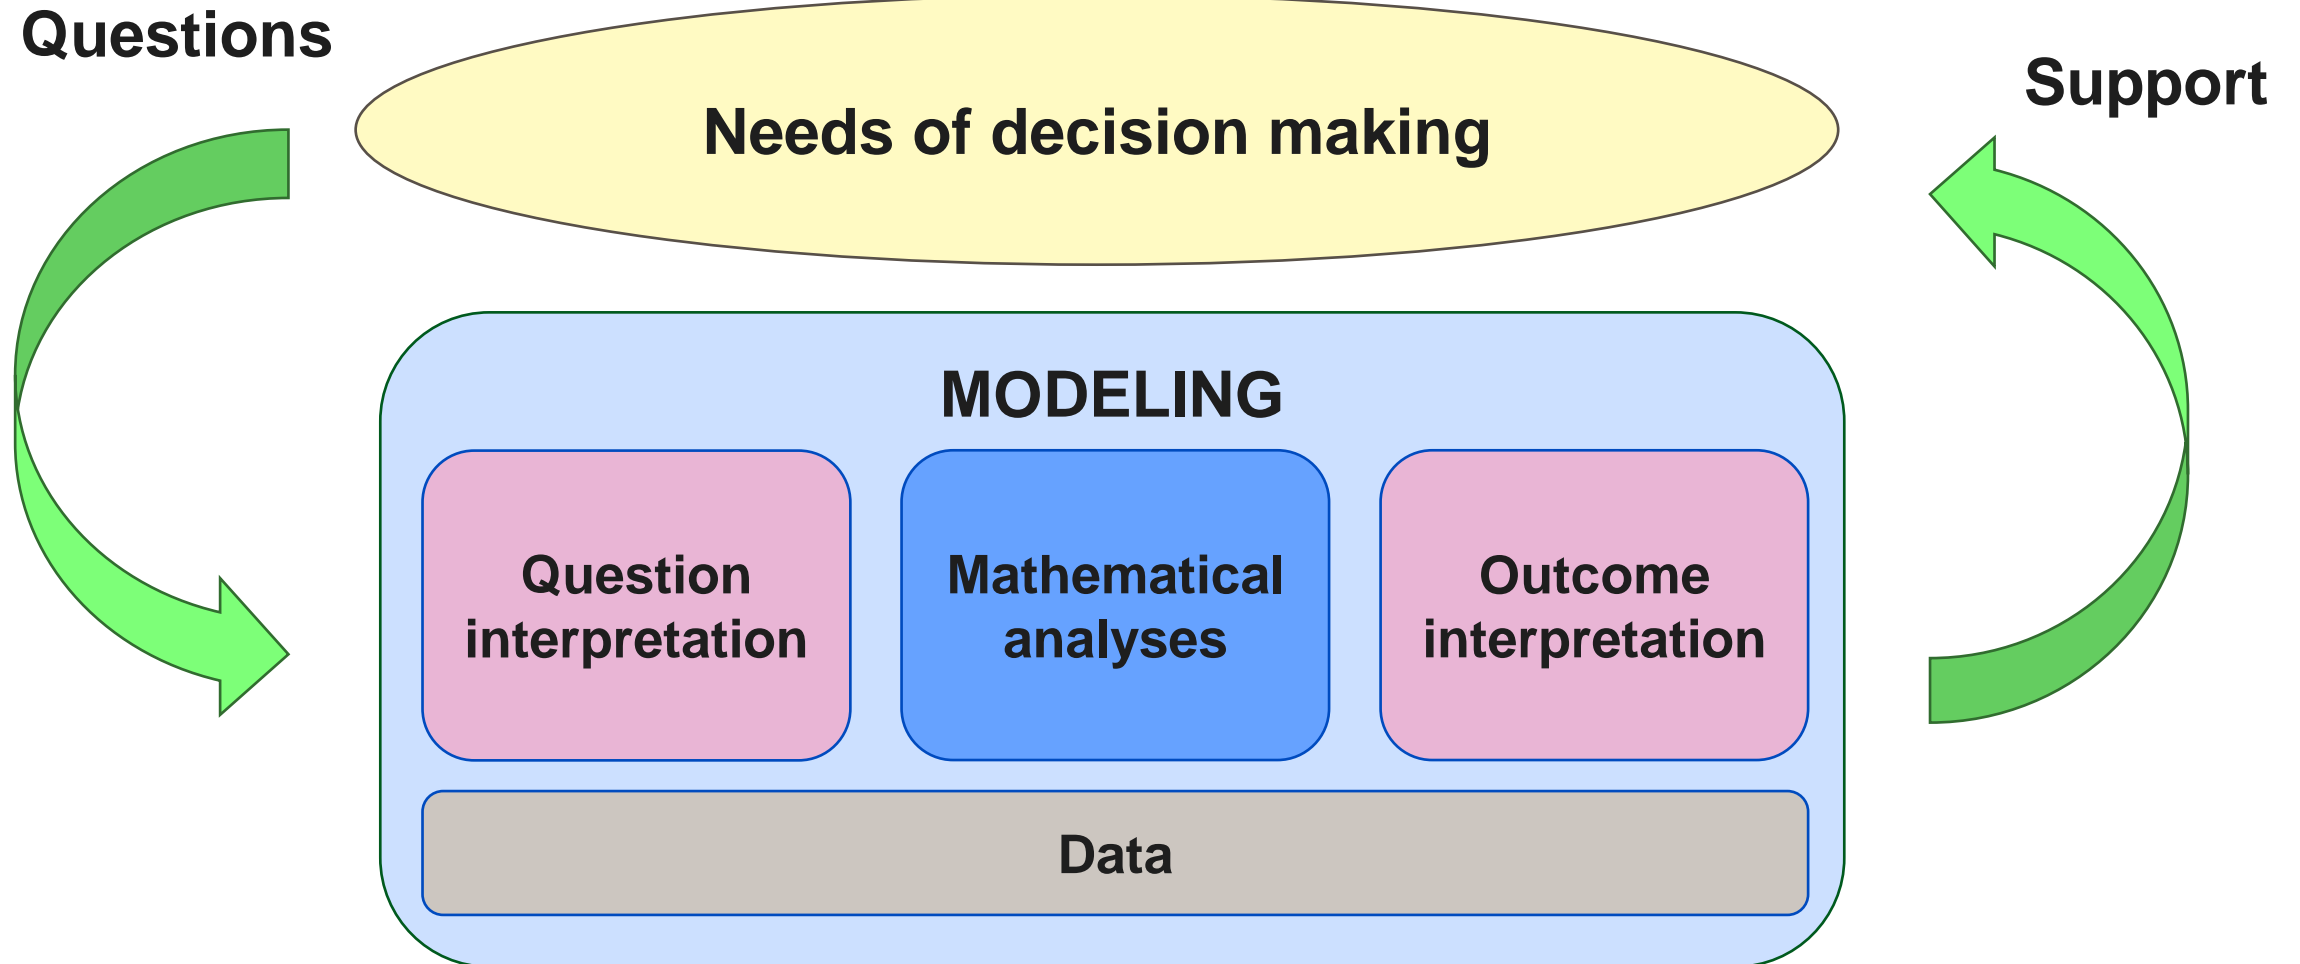 Questions
Support
Needs of decision making
MODELING
Question
interpretation
Mathematical
analyses
Outcome
interpretation
Data